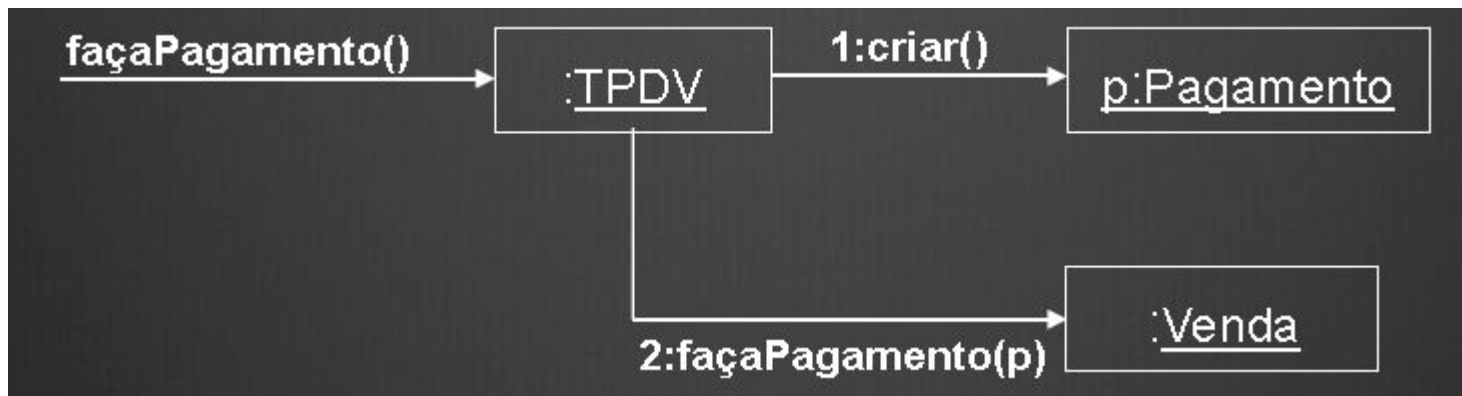 façaPagamento()
:TPDV
1:criar()
p:Pagamento
2:façaPagamento(p)
:Venda